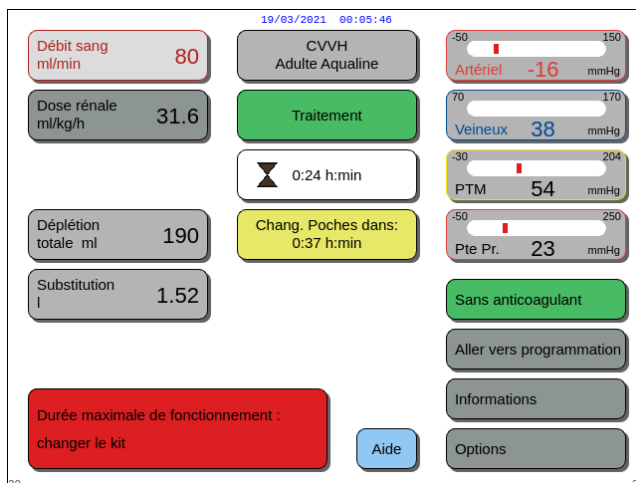 19/03/2021 00:05:46
Débit sang
ml/min
80
CVVH
Adulte Aqualine
-50
150
Artériel
-16
mmHg
Dose rénale
ml/kg/h
31.6
Traitement
70
170
Veineux
38
mmHg
0:24 h:min
-30
204
PTM
54
mmHg
Déplétion
totale ml
190
Chang. Poches dans:
0:37 h:min
-50
250
Pte Pr.
23
mmHg
Substitution
l
1.52
Sans anticoagulant
Aller vers programmation
Durée maximale de fonctionnement :
changer le kit
Informations
Aide
Options